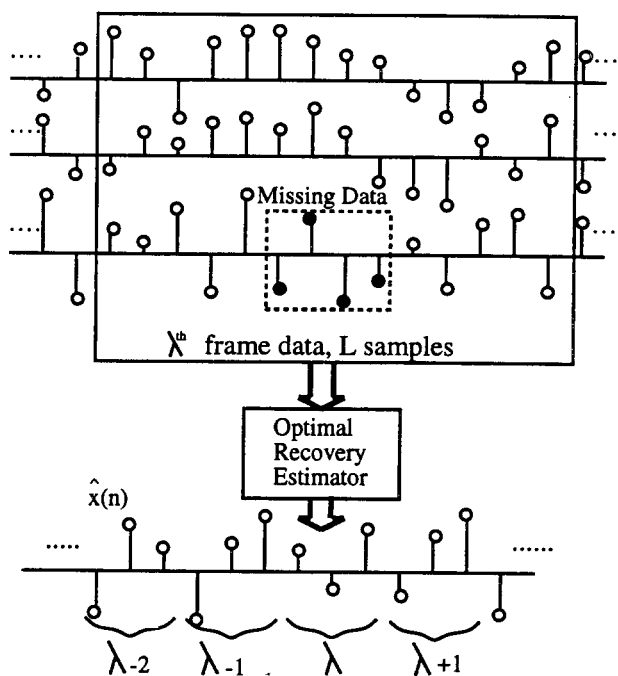 .....
....
.....
....
Missing Data
.....
....
λth frame data, L samples
Optimal
Recovery
Estimator
x̂(n)
......
......
λ-2
λ-1
λ
λ+1